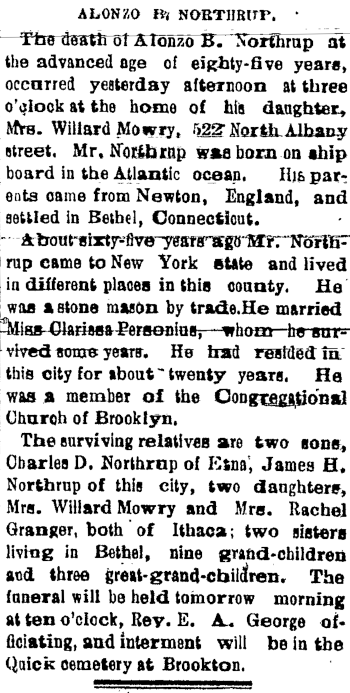 ALONZO B. NORTHRUP.
The death of Alonzo B. Northrup at
the advanced age of eighty-five years,
occurred yesterday afternoon at three
o'clock at the home of his daughter,
Mrs. Willard Mowry, 522 North Albany
street. Mr. Northrup was born on ship
board in the Atlantic ocean. His par-
ents came from Newton, England, and
settled in Bethel, Connecticut.
About sixty-five years ago Mr. North-
rup came to New York state and lived
in different places in this county. He
was a stone mason by trade. He married
Miss Clarissa Personius, whom he sur-
vived some years. He had resided in
this city for about twenty years. He
was a member of the Congregational
Church of Brooklyn.
The surviving relatives are two sons,
Charles D. Northrup of Etna, James H.
Northrup of this city, two daughters,
Mrs. Willard Mowry and Mrs. Rachel
Granger, both of Ithaca; two sisters
living in Bethel, nine grand-children
and three great-grand-children. The
funeral will be held tomorrow morning
at ten o'clock, Rev. E. A. George of-
ficiating, and interment will be in the
Quick cemetery at Brookton.